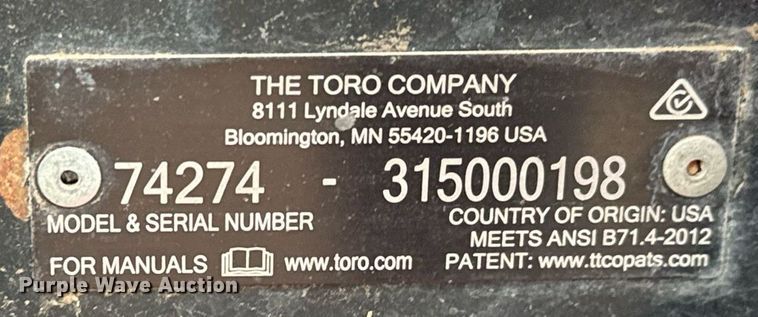 THE TORO COMPANY
8111 Lyndale Avenue South
Bloomington, MN 55420-1196 USA
74274 - 315000198
MODEL & SERIAL NUMBER
COUNTRY OF ORIGIN: USA
MEETS ANSI B71.4-2012
FOR MANUALS www.toro.com
PATENT: www.ttcopats.com
Purple Wave Auction